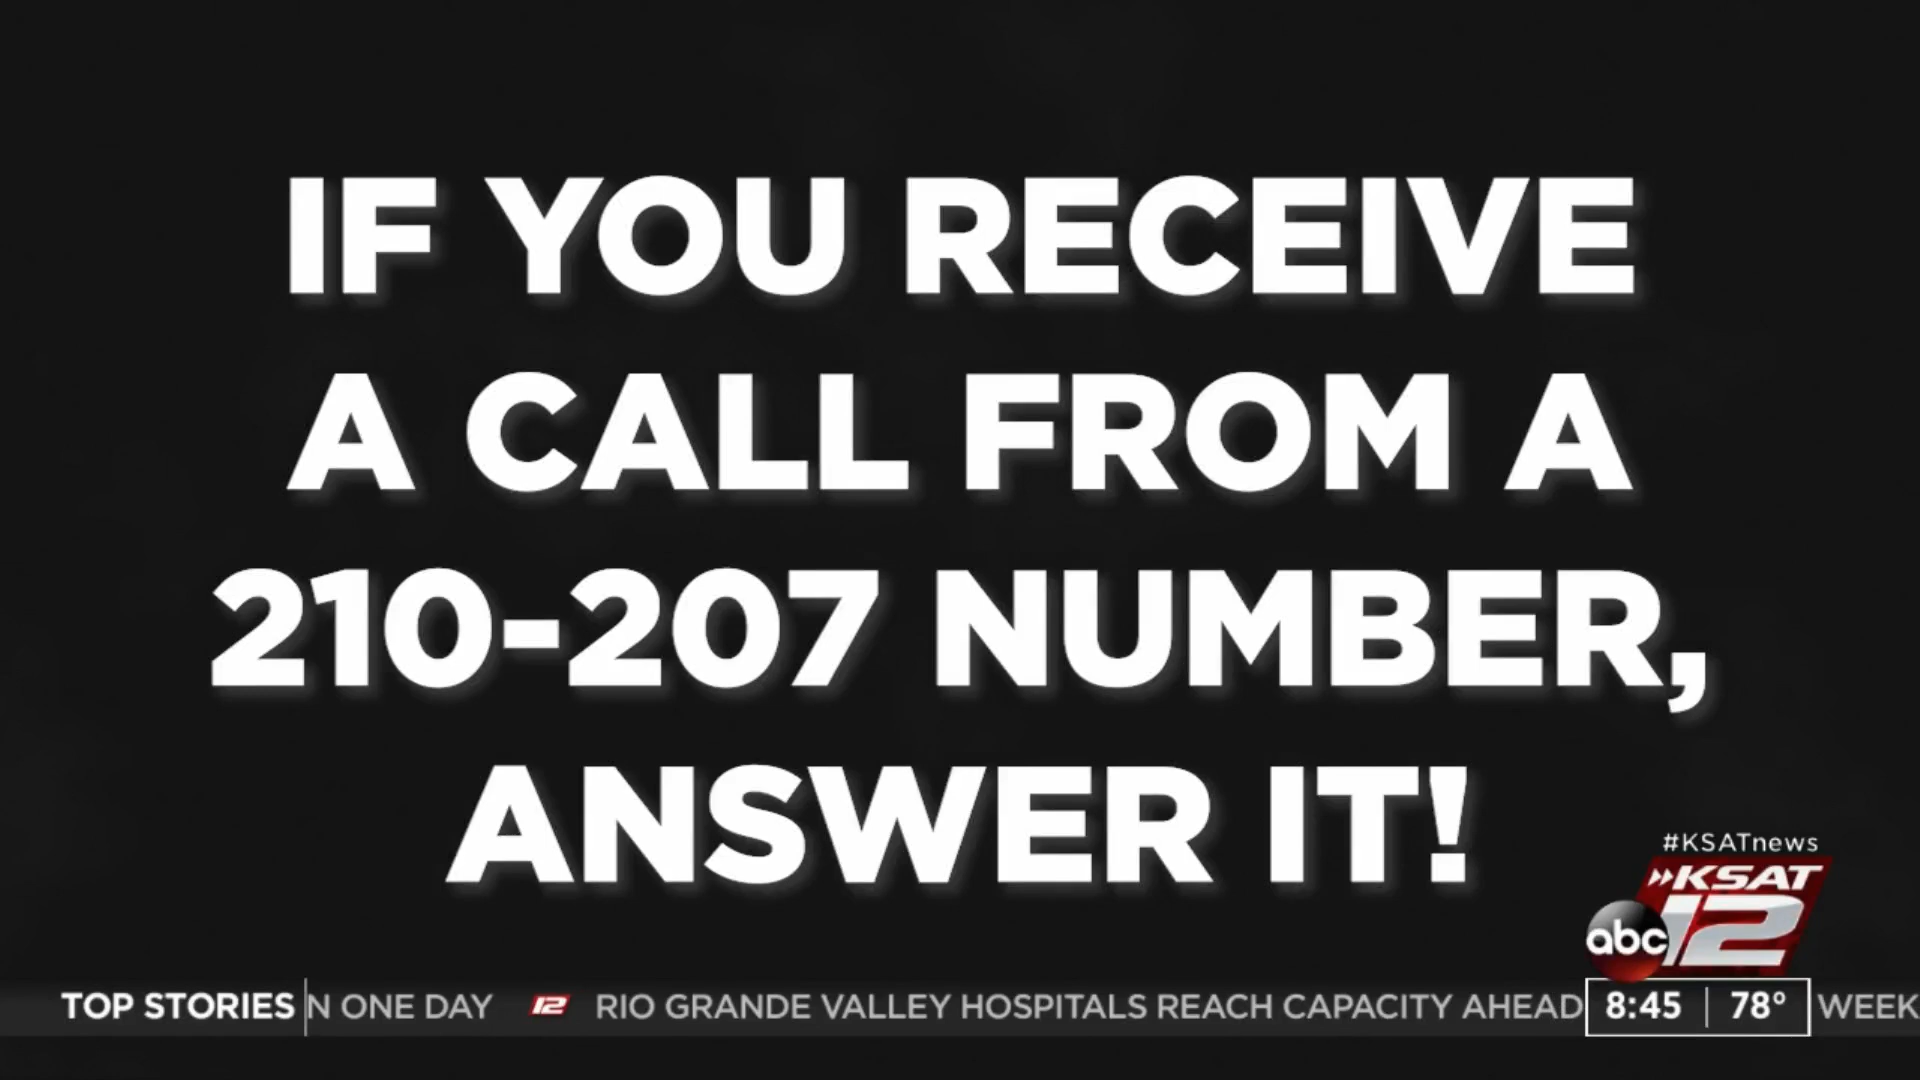 IF YOU RECEIVE
A CALL FROM A
210-207 NUMBER,
ANSWER IT!
#KSATnews
KSAT
12
abc
TOP STORIES N ONE DAY 12 RIO GRANDE VALLEY HOSPITALS REACH CAPACITY AHEAD 8:45 78° WEEK